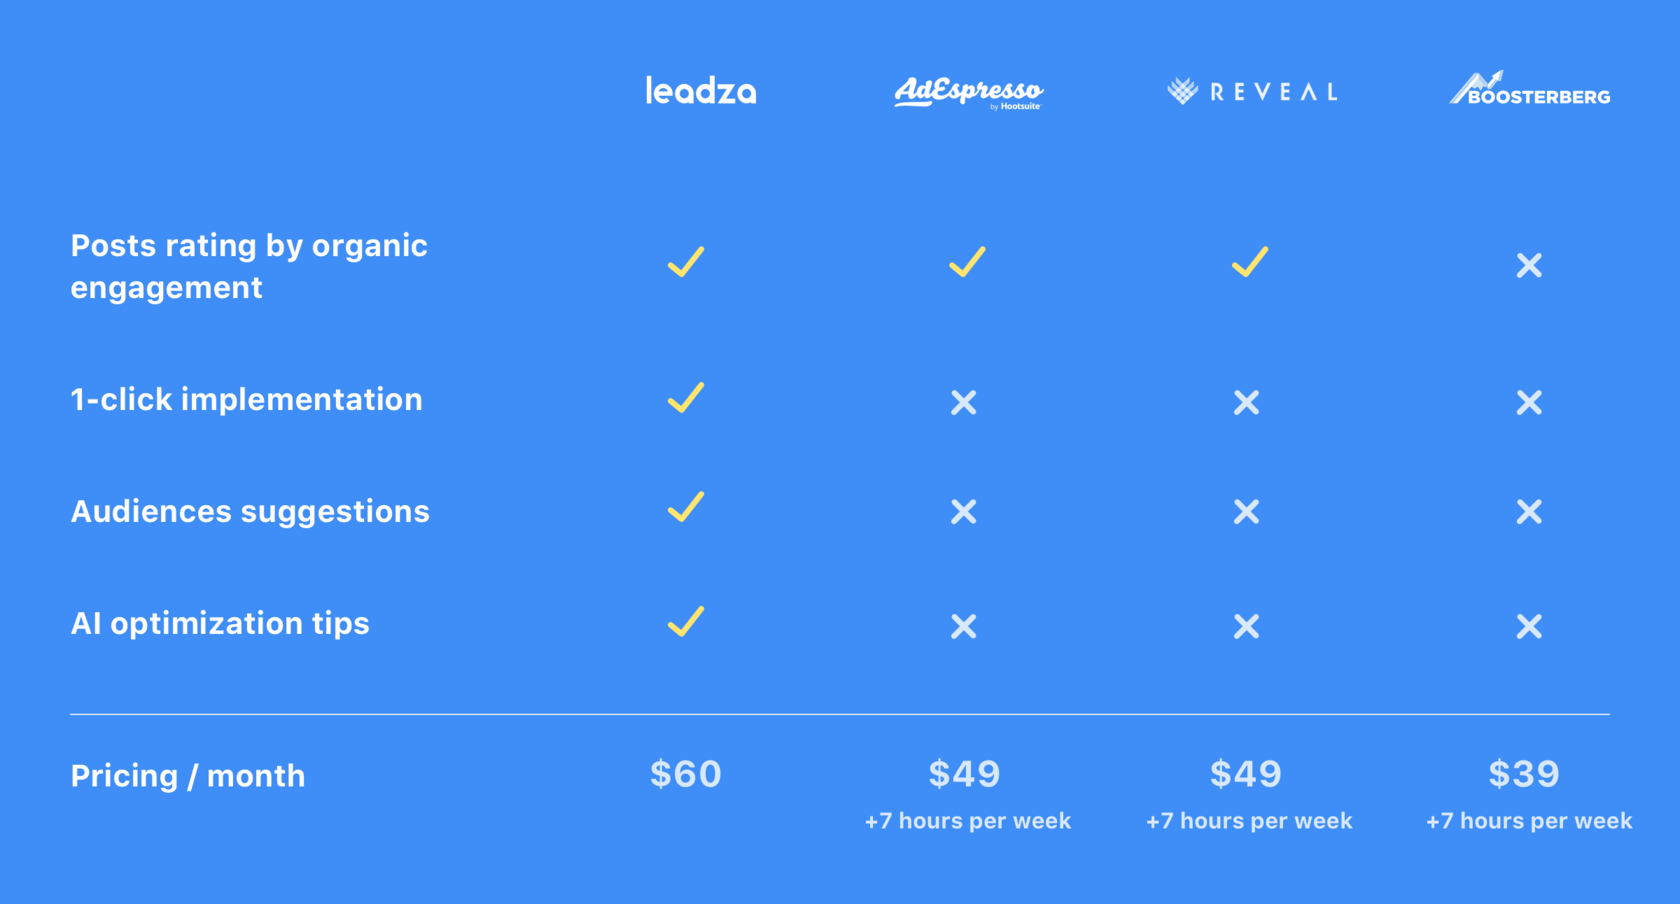 leadza
AdEspresso
by Hootsuite
REVEAL
BOOSTERBERG
Posts rating by organic
engagement
1-click implementation
Audiences suggestions
AI optimization tips
Pricing / month
$60
$49
$49
$39
+7 hours per week
+7 hours per week
+7 hours per week